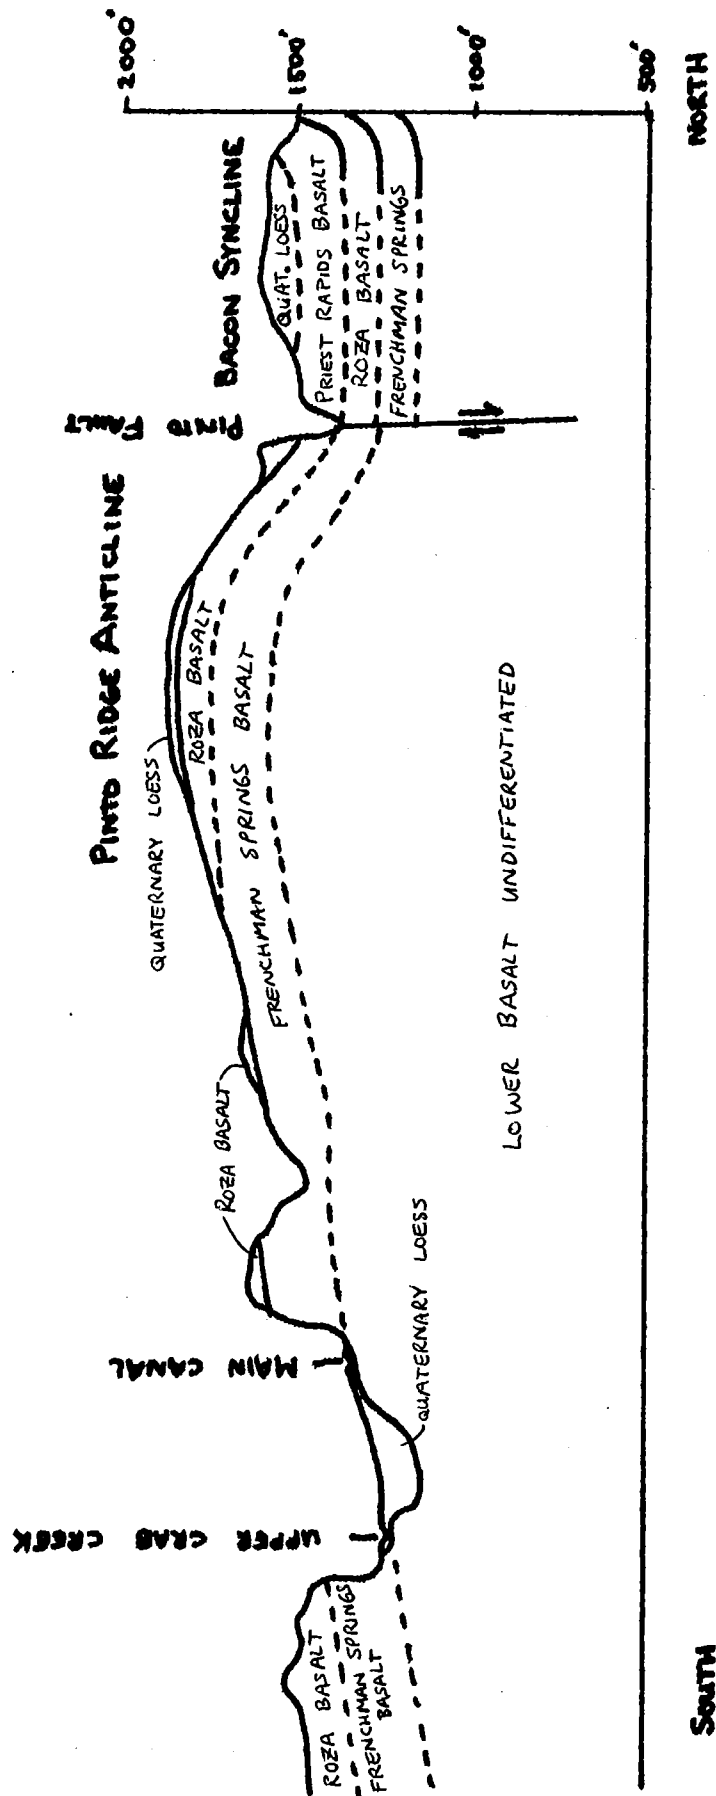 2000'
1500'
1000'
500'
NORTH
BACON SYNCLINE
QUAT. LOESS
PRIEST RAPIDS BASALT
ROZA BASALT
FRENCHMAN SPRINGS
PINTO
FAULT
PINTO RIDGE ANTICLINE
QUATERNARY LOESS
ROZA BASALT
FRENCHMAN SPRINGS BASALT
LOWER BASALT UNDIFFERENTIATED
ROZA BASALT
MAIN CANAL
QUATERNARY LOESS
UPPER CRAB CREEK
ROZA BASALT
FRENCHMAN SPRINGS
BASALT
SOUTH